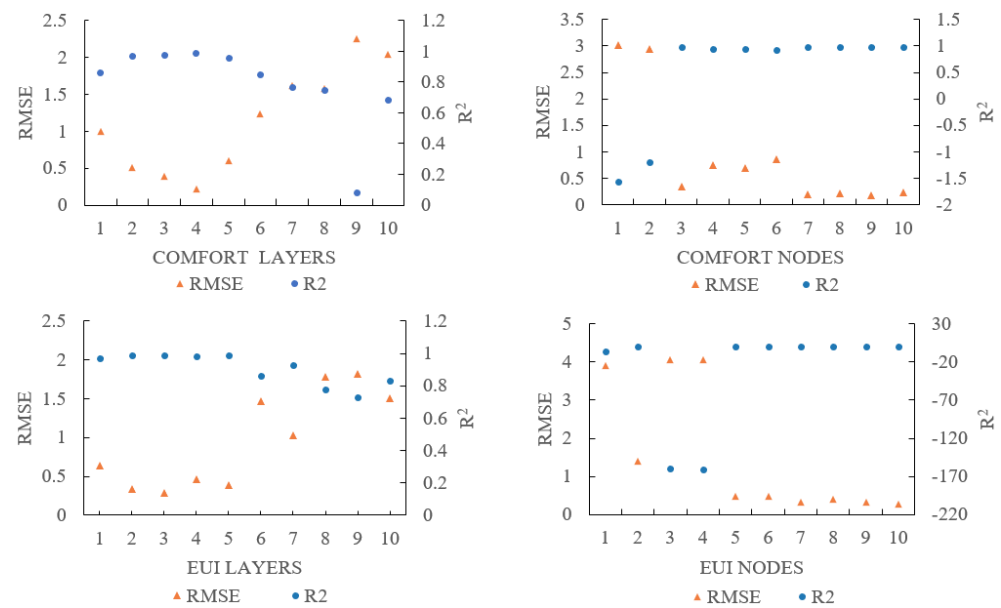 2.5
2
1.5
1
0.5
0
1.2
1
0.8
0.6
0.4
0.2
0
RMSE
R²
1 2 3 4 5 6 7 8 9 10
COMFORT LAYERS
RMSE R2
3.5
3
2.5
2
1.5
1
0.5
0
1.5
1
0.5
0
-0.5
-1
-1.5
-2
RMSE
R²
1 2 3 4 5 6 7 8 9 10
COMFORT NODES
RMSE R2
2.5
2
1.5
1
0.5
0
1.2
1
0.8
0.6
0.4
0.2
0
RMSE
R²
1 2 3 4 5 6 7 8 9 10
EUI LAYERS
RMSE R2
5
4
3
2
1
0
30
-20
-70
-120
-170
-220
RMSE
R²
1 2 3 4 5 6 7 8 9 10
EUI NODES
RMSE R2